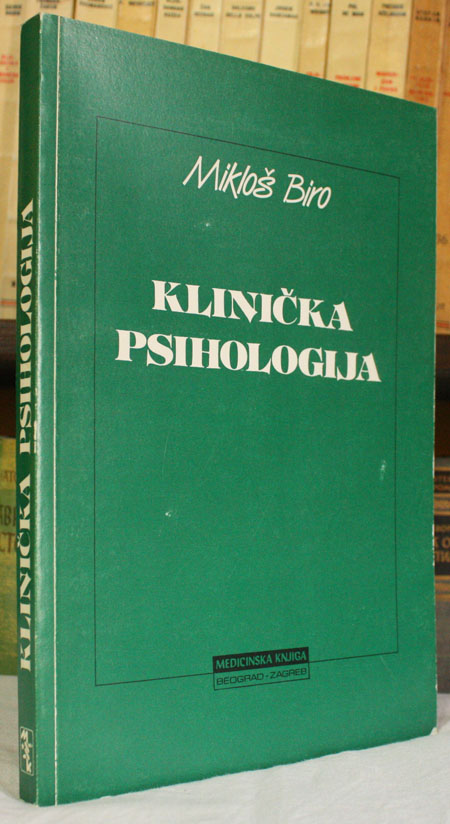 Mikloš Biro
KLINIČKA
PSIHOLOGIJA
MEDICINSKA KNJIGA
BEOGRAD - ZAGREB
KLINIČKA PSIHOLOGIJA